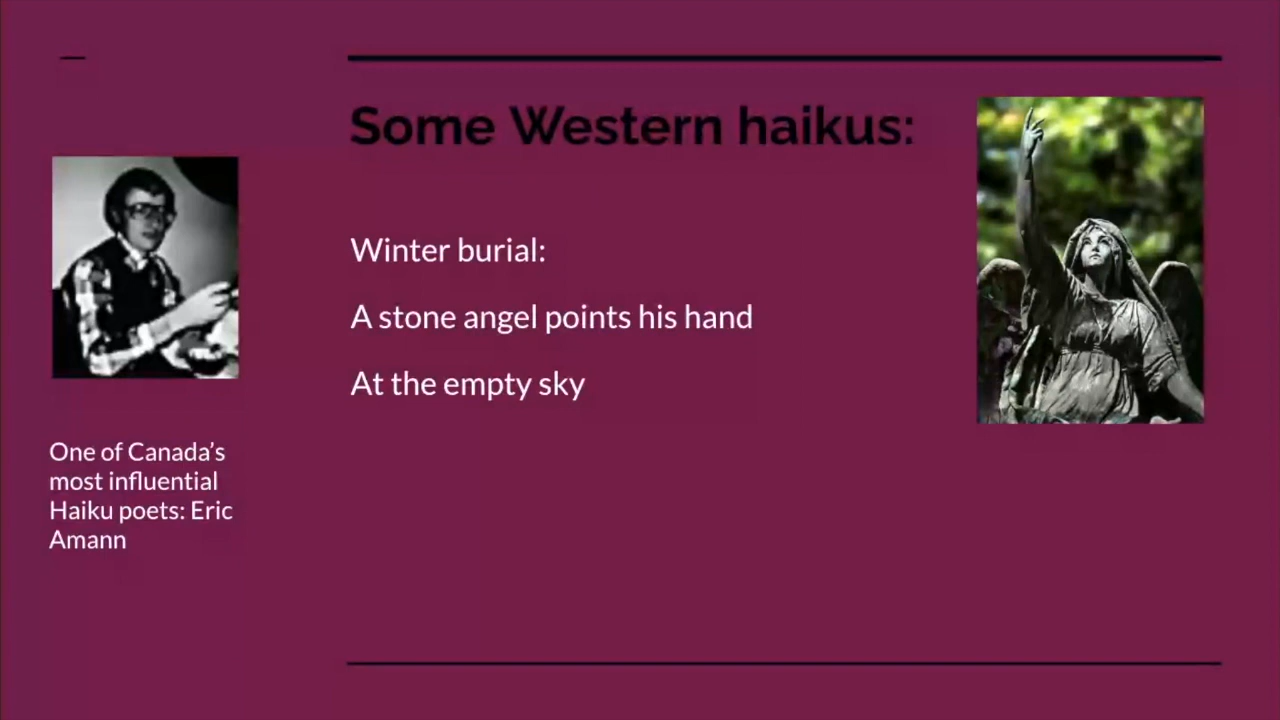 Some Western haikus:
Winter burial:
A stone angel points his hand
At the empty sky
One of Canada’s
most influential
Haiku poets: Eric
Amann